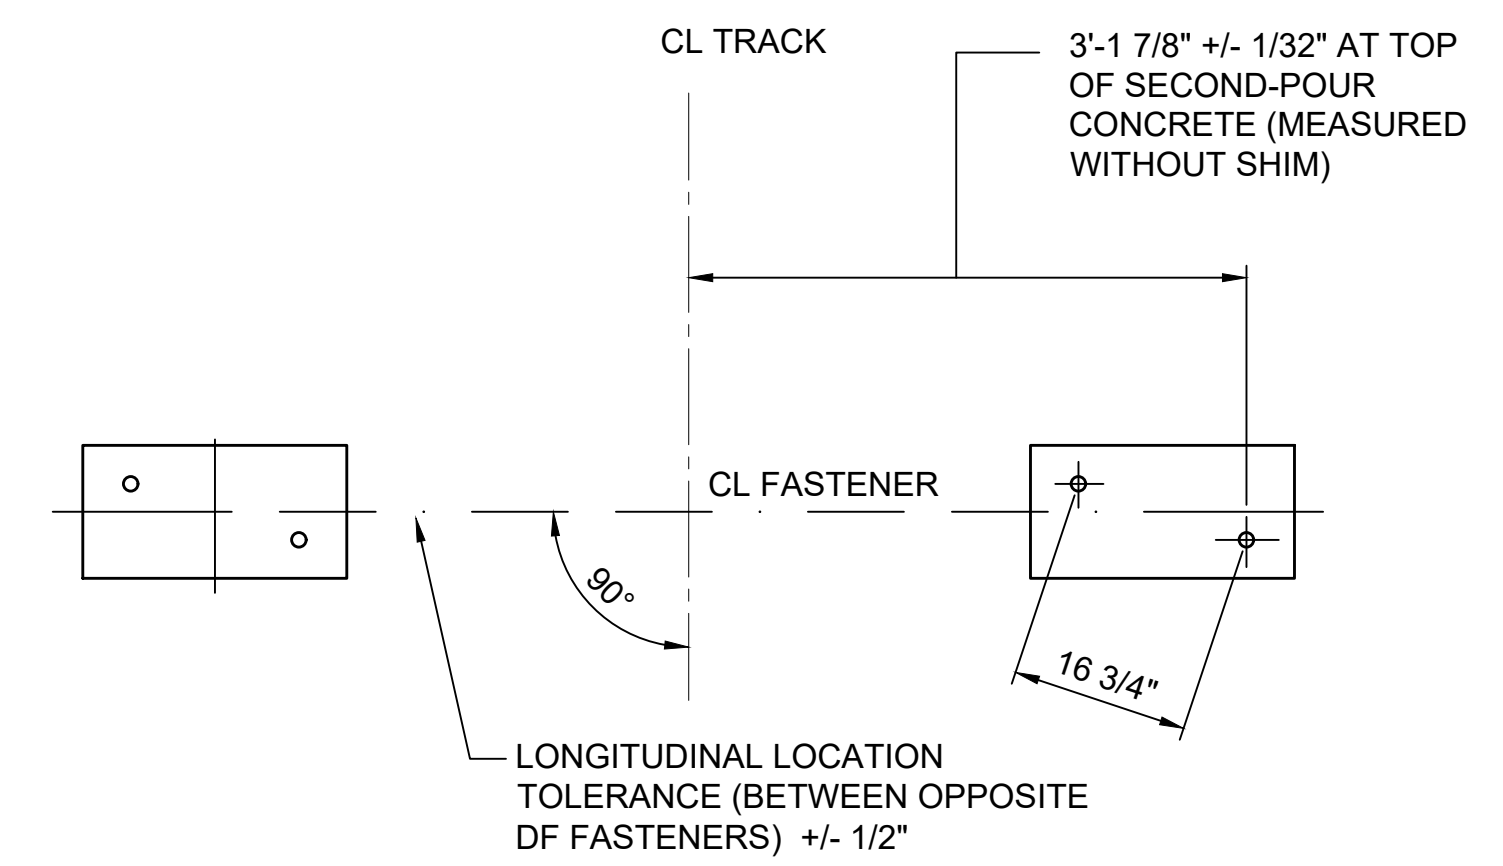 CL TRACK
3'-1 7/8" +/- 1/32" AT TOP
OF SECOND-POUR
CONCRETE (MEASURED
WITHOUT SHIM)
CL FASTENER
90°
16 3/4"
LONGITUDINAL LOCATION
TOLERANCE (BETWEEN OPPOSITE
DF FASTENERS) +/- 1/2"